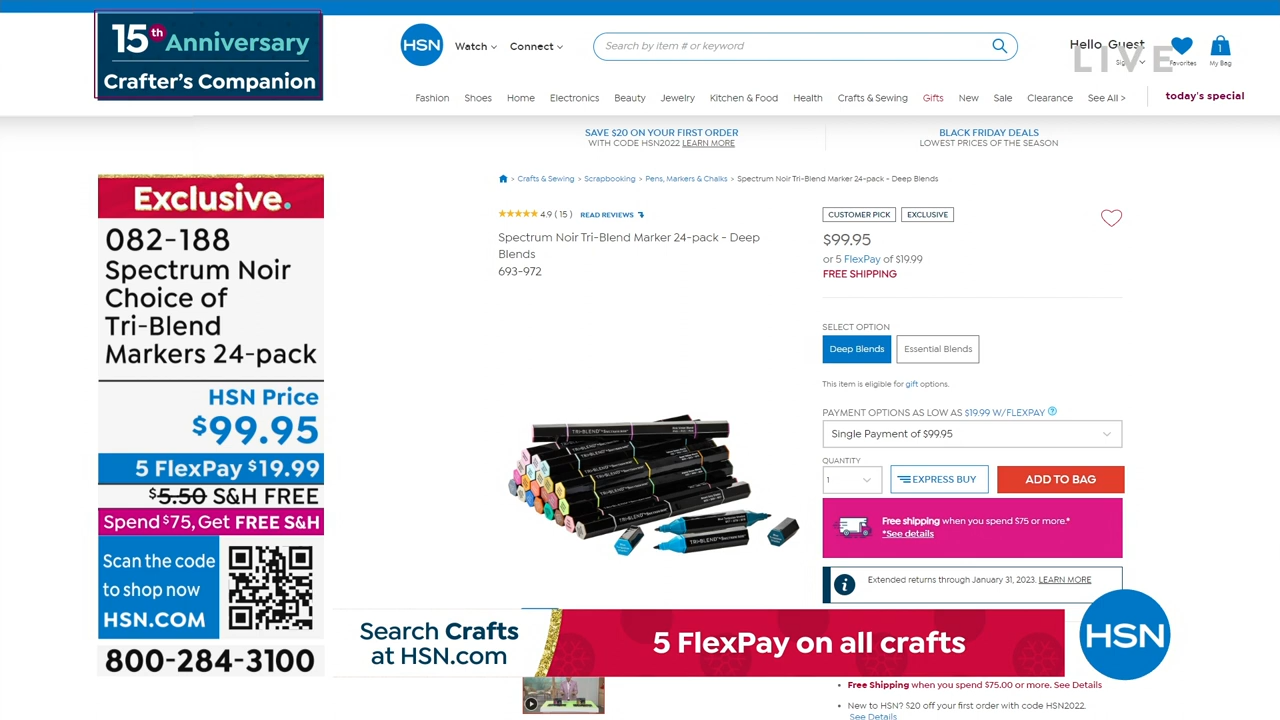 15th Anniversary
Crafter's Companion
HSN
Watch
Connect
Search by item # or keyword
Hello, Guest
LIVE
Favorites
1
My Bag
Fashion Shoes Home Electronics Beauty Jewelry Kitchen & Food Health Crafts & Sewing Gifts New Sale Clearance See All > today's special
SAVE $20 ON YOUR FIRST ORDER
WITH CODE HSN2022 LEARN MORE
BLACK FRIDAY DEALS
LOWEST PRICES OF THE SEASON
Exclusive.
082-188
Spectrum Noir
Choice of
Tri-Blend
Markers 24-pack
HSN Price
$99.95
5 FlexPay $19.99
$5.50 S&H FREE
Spend $75, Get FREE S&H
Scan the code
to shop now
HSN.COM
800-284-3100
> Crafts & Sewing > Scrapbooking > Pens, Markers & Chalks > Spectrum Noir Tri-Blend Marker 24-pack - Deep Blends
4.9 ( 15 ) READ REVIEWS
Spectrum Noir Tri-Blend Marker 24-pack - Deep
Blends
693-972
TRI-BLEND
TRI-BLEND
CUSTOMER PICK
EXCLUSIVE
$99.95
or 5 FlexPay of $19.99
FREE SHIPPING
SELECT OPTION
Deep Blends
Essential Blends
This item is eligible for gift options.
PAYMENT OPTIONS AS LOW AS $19.99 W/FLEXPAY ?
Single Payment of $99.95
QUANTITY
1
EXPRESS BUY
ADD TO BAG
Free shipping when you spend $75 or more.*
*See details
Extended returns through January 31, 2023. LEARN MORE
Search Crafts
at HSN.com
5 FlexPay on all crafts
HSN
Free Shipping when you spend $75.00 or more. See Details
New to HSN? $20 off your first order with code HSN2022.
See Details